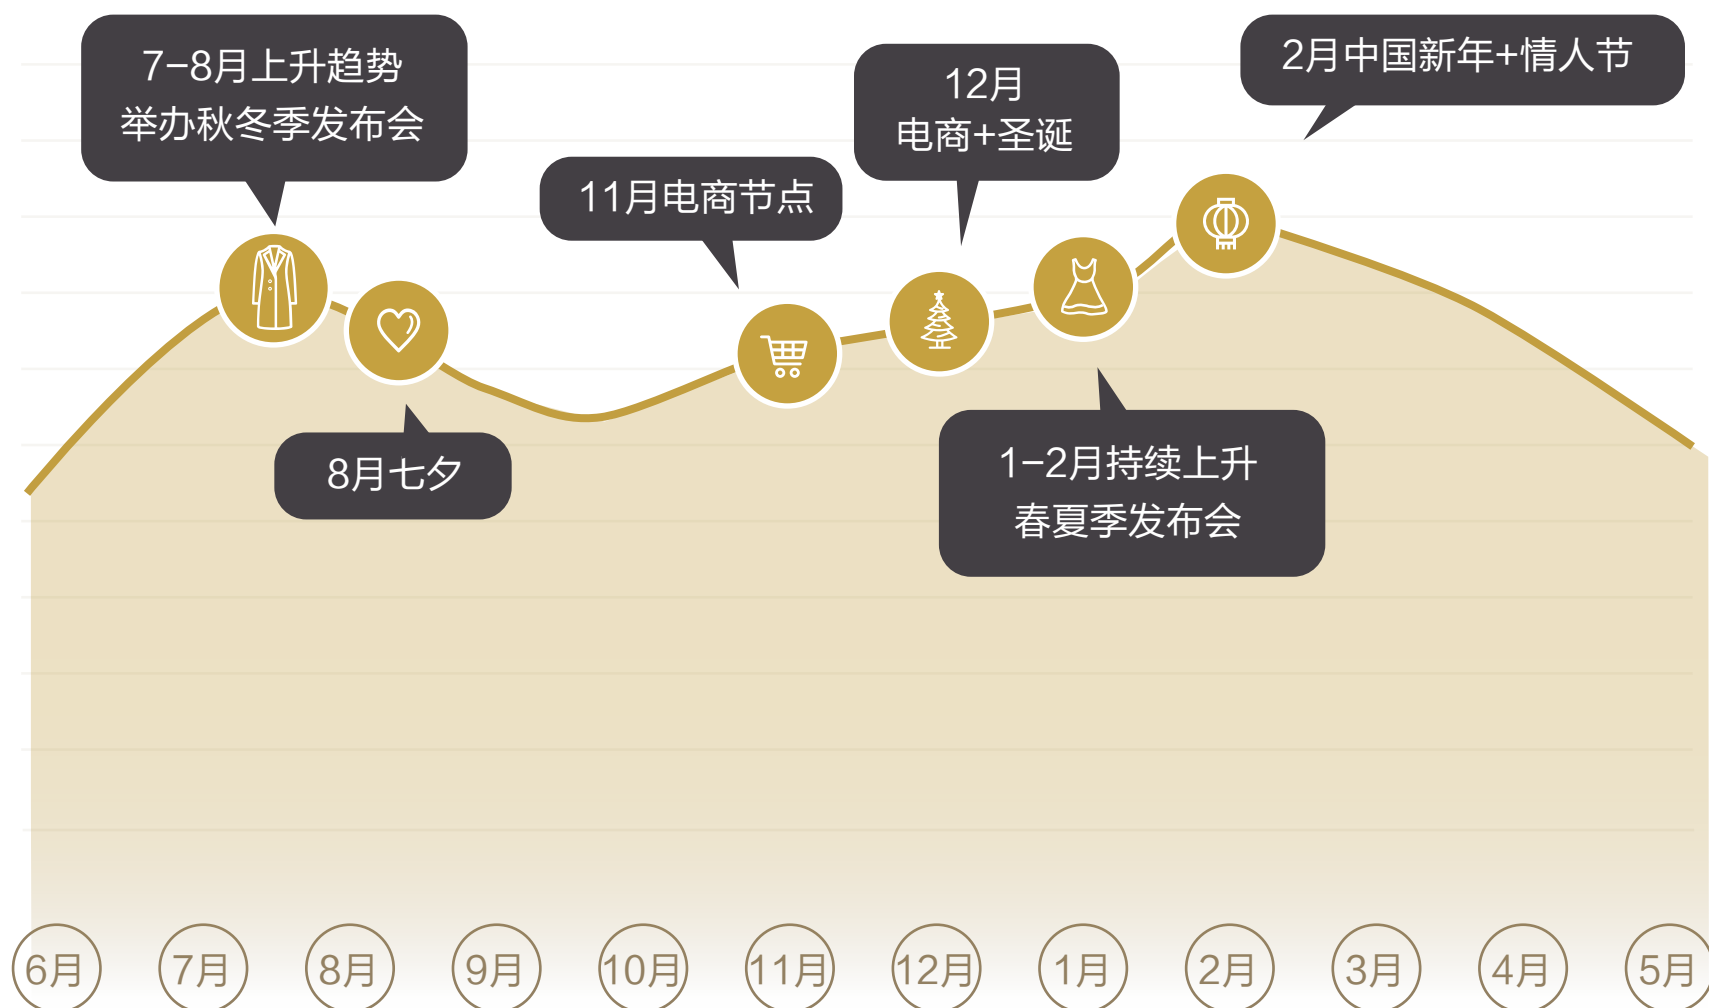 7-8月上升趋势
举办秋冬季发布会
8月七夕
11月电商节点
12月
电商+圣诞
1-2月持续上升
春夏季发布会
2月中国新年+情人节
6月
7月
8月
9月
10月
11月
12月
1月
2月
3月
4月
5月